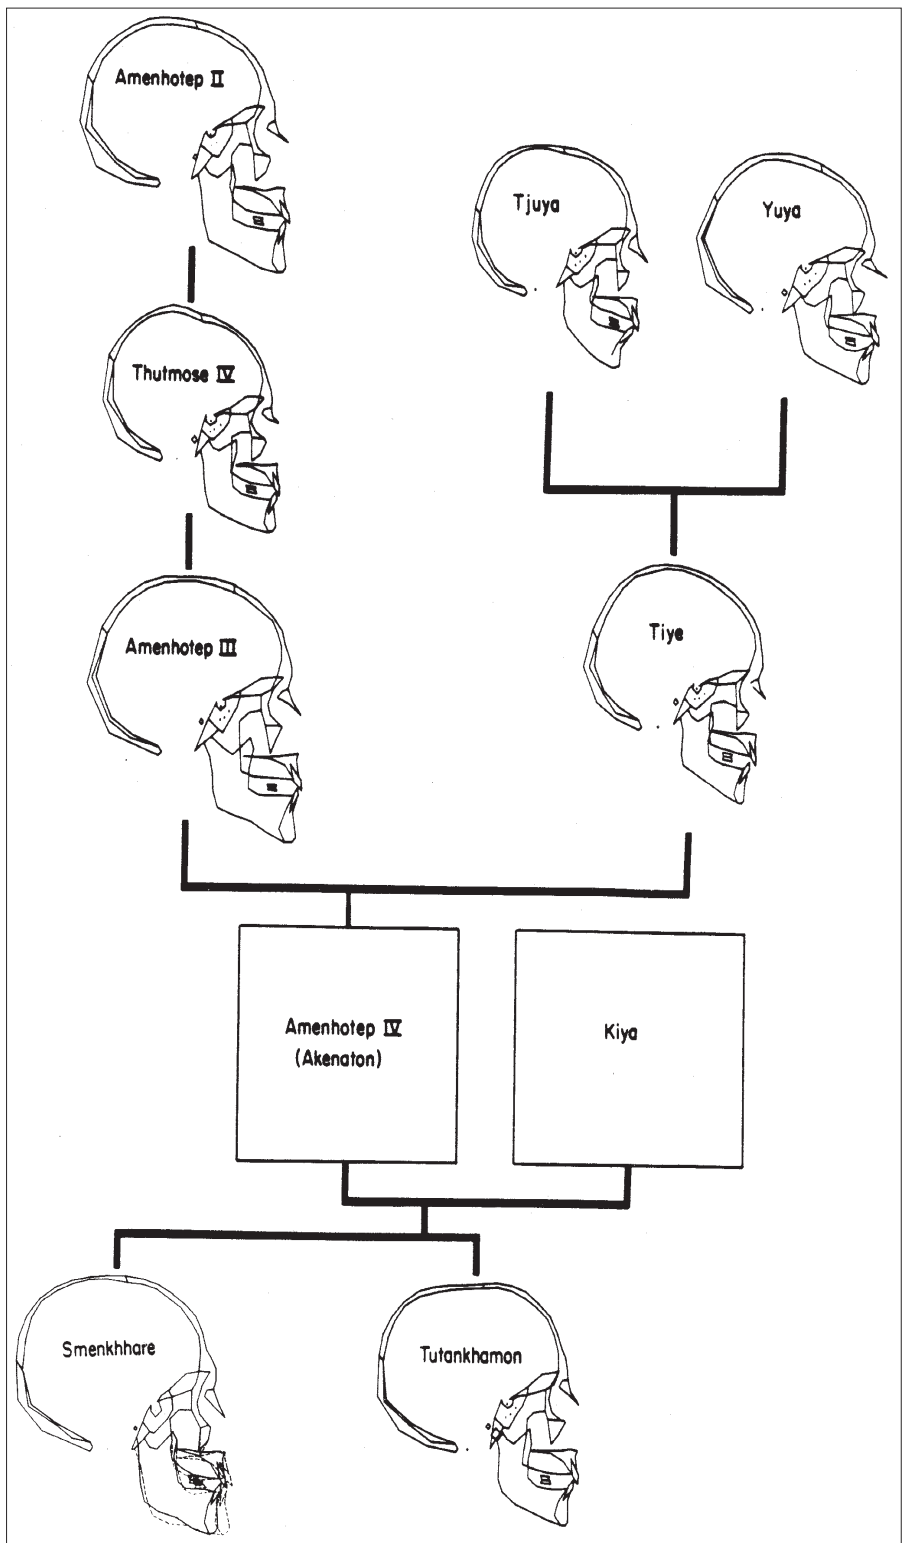 Amenhotep II
Tjuya
Yuya
Thutmose IV
Amenhotep III
Tiye
Amenhotep IV
(Akenaton)
Kiya
Smenkhhare
Tutankhamon